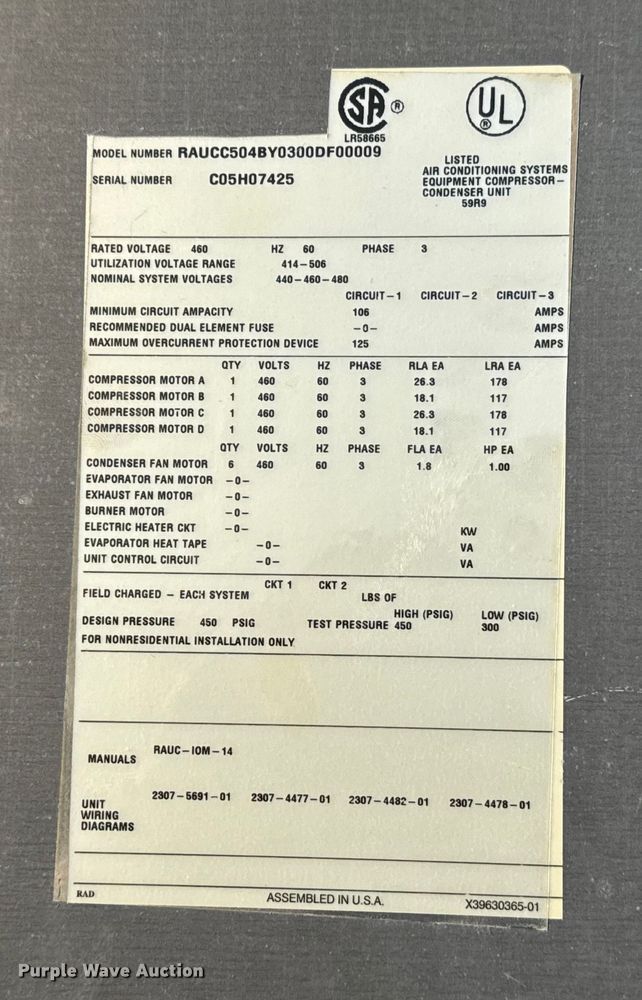 SA ®
LR58665
UL ®
MODEL NUMBER RAUCC504BY0300DF00009
LISTED
AIR CONDITIONING SYSTEMS
EQUIPMENT COMPRESSOR-
CONDENSER UNIT
59R9
SERIAL NUMBER C05H07425
RATED VOLTAGE 460 HZ 60 PHASE 3
UTILIZATION VOLTAGE RANGE 414-506
NOMINAL SYSTEM VOLTAGES 440-460-480
CIRCUIT-1 CIRCUIT-2 CIRCUIT-3
MINIMUM CIRCUIT AMPACITY 106 AMPS
RECOMMENDED DUAL ELEMENT FUSE -0- AMPS
MAXIMUM OVERCURRENT PROTECTION DEVICE 125 AMPS
QTY VOLTS HZ PHASE RLA EA LRA EA
COMPRESSOR MOTOR A 1 460 60 3 26.3 178
COMPRESSOR MOTOR B 1 460 60 3 18.1 117
COMPRESSOR MOTOR C 1 460 60 3 26.3 178
COMPRESSOR MOTOR D 1 460 60 3 18.1 117
QTY VOLTS HZ PHASE FLA EA HP EA
CONDENSER FAN MOTOR 6 460 60 3 1.8 1.00
EVAPORATOR FAN MOTOR -0-
EXHAUST FAN MOTOR -0-
BURNER MOTOR -0-
ELECTRIC HEATER CKT -0- KW
EVAPORATOR HEAT TAPE -0- VA
UNIT CONTROL CIRCUIT -0- VA
CKT 1 CKT 2
FIELD CHARGED - EACH SYSTEM LBS OF
HIGH (PSIG) LOW (PSIG)
DESIGN PRESSURE 450 PSIG TEST PRESSURE 450 300
FOR NONRESIDENTIAL INSTALLATION ONLY
MANUALS RAUC-IOM-14
UNIT WIRING DIAGRAMS 2307-5691-01 2307-4477-01 2307-4482-01 2307-4478-01
RAD ASSEMBLED IN U.S.A. X39630365-01
Purple Wave Auction